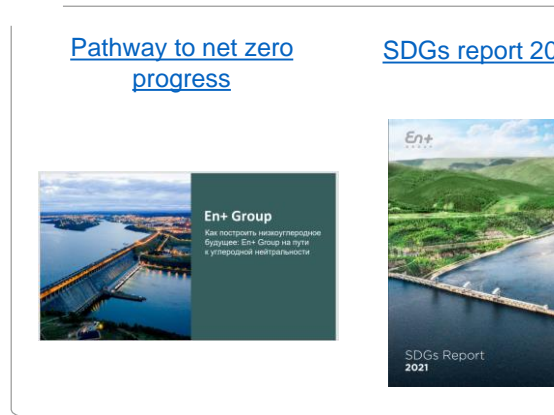 Pathway to net zero
progress
SDGs report 20
En+ Group
Как построить низкоуглеродное
будущее: En+ Group на пути
к углеродной нейтральности
En+
GROUP
SDGs Report
2021